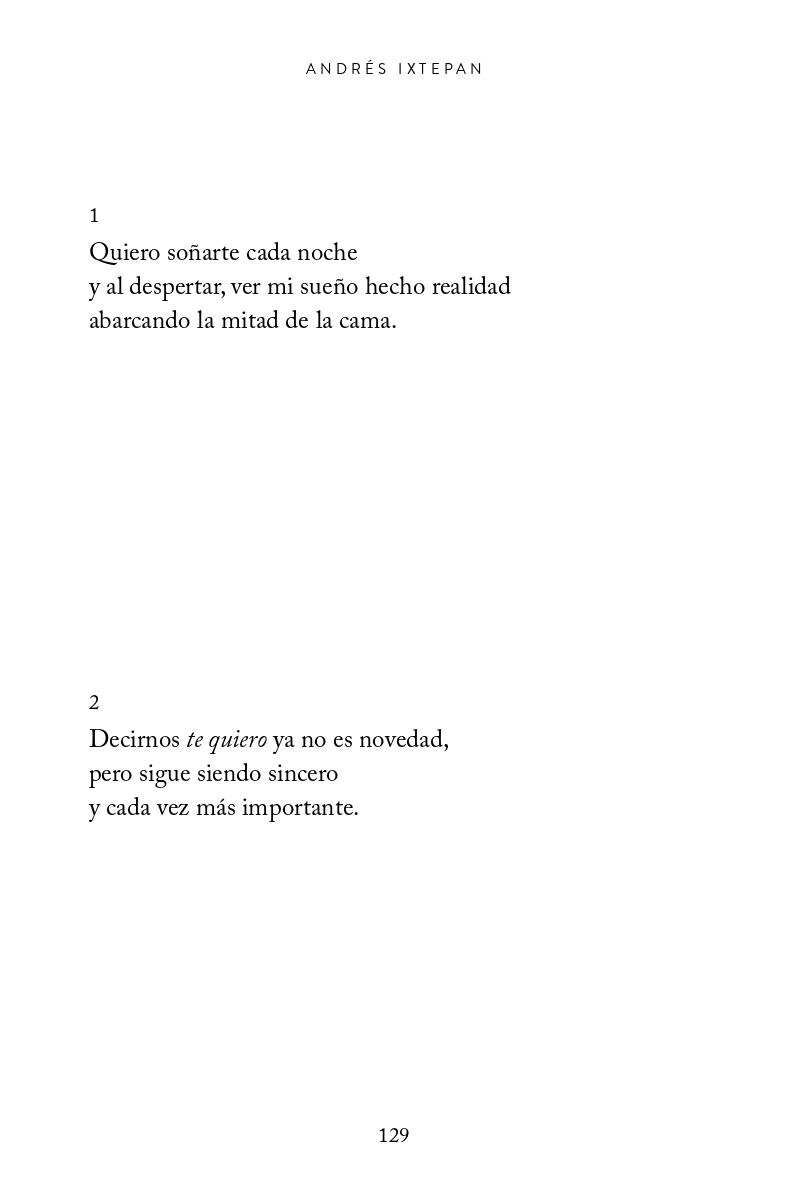 ANDRÉS IXTEPAN
1
Quiero soñarte cada noche
y al despertar, ver mi sueño hecho realidad
abarcando la mitad de la cama.
2
Decirnos te quiero ya no es novedad,
pero sigue siendo sincero
y cada vez más importante.
129